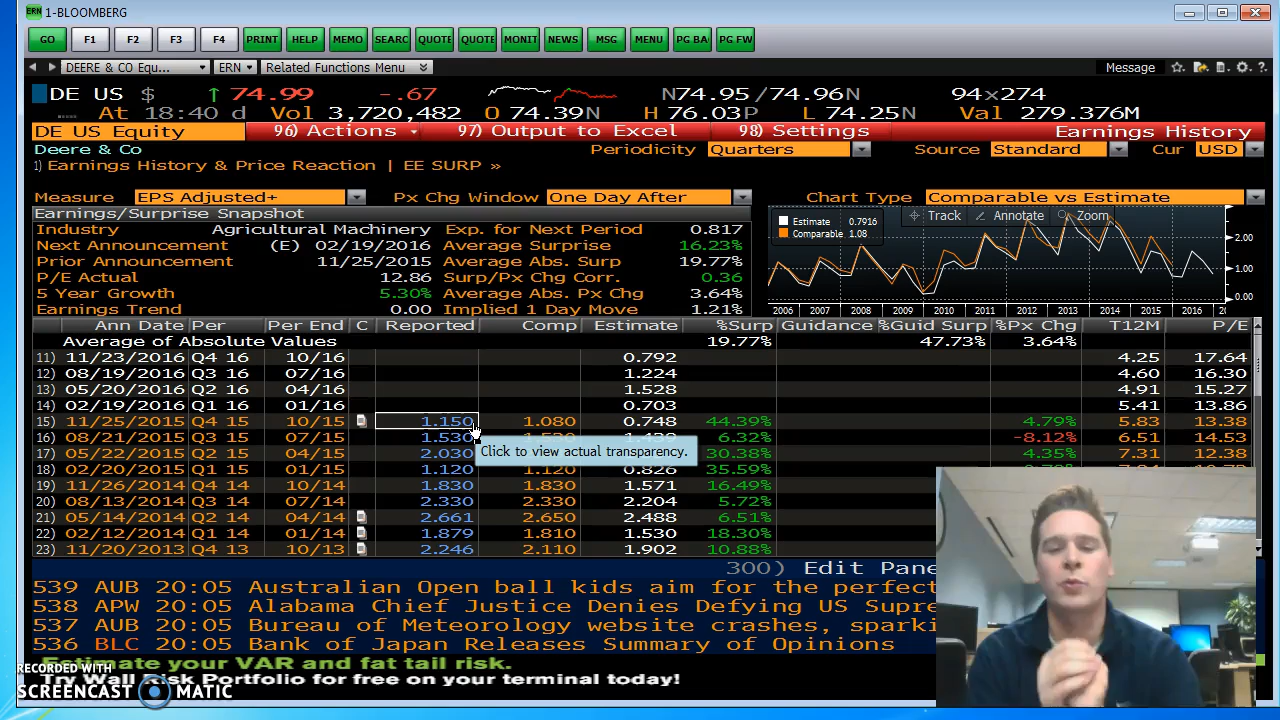 ERN 1-BLOOMBERG
GO F1 F2 F3 F4 PRINT HELP MEMO SEARC QUOTE QUOTE MONIT NEWS MSG MENU PG BA PG FW
DEERE & CO Equ... ERN Related Functions Menu Message
DE US $ ↑ 74.99 -.67 N74.95/74.96N 94×274
At 18:40 d Vol 3,720,482 O 74.39N H 76.03P L 74.25N Val 279.376M
DE US Equity 96) Actions 97) Output to Excel 98) Settings Earnings History
Deere & Co Periodicity Quarters Source Standard Cur USD
1) Earnings History & Price Reaction | EE SURP »
Measure EPS Adjusted+ Px Chg Window One Day After Chart Type Comparable vs Estimate
Earnings/Surprise Snapshot
Industry Agricultural Machinery Exp. for Next Period 0.817
Next Announcement (E) 02/19/2016 Average Surprise 16.23%
Prior Announcement 11/25/2015 Average Abs. Surp 19.77%
P/E Actual 12.86 Surp/Px Chg Corr. 0.36
5 Year Growth 5.30% Average Abs. Px Chg 3.64%
Earnings Trend 0.00 Implied 1 Day Move 1.21%
Estimate 0.7916
Comparable 1.08
Track Annotate Zoom
2.00
1.00
0.00
2006 2007 2008 2009 2010 2011 2012 2013 2014 2015 2016
Ann Date Per Per End C Reported Comp Estimate %Surp Guidance %Guid Surp %Px Chg T12M P/E
Average of Absolute Values 19.77% 47.73% 3.64%
11) 11/23/2016 Q4 16 10/16 0.792 4.25 17.64
12) 08/19/2016 Q3 16 07/16 1.224 4.60 16.30
13) 05/20/2016 Q2 16 04/16 1.528 4.91 15.27
14) 02/19/2016 Q1 16 01/16 0.703 5.41 13.86
15) 11/25/2015 Q4 15 10/15 1.150 1.080 0.748 44.39% 4.79% 5.83 13.38
16) 08/21/2015 Q3 15 07/15 1.530 6.32% -8.12% 6.51 14.53
17) 05/22/2015 Q2 15 04/15 2.030 30.38% 4.35% 7.31 12.38
Click to view actual transparency.
18) 02/20/2015 Q1 15 01/15 1.120 1.120 0.826 35.59%
19) 11/26/2014 Q4 14 10/14 1.830 1.830 1.571 16.49%
20) 08/13/2014 Q3 14 07/14 2.330 2.330 2.204 5.72%
21) 05/14/2014 Q2 14 04/14 2.661 2.650 2.488 6.51%
22) 02/12/2014 Q1 14 01/14 1.879 1.810 1.530 18.30%
23) 11/20/2013 Q4 13 10/13 2.246 2.110 1.902 10.88%
300) Edit Pane
539 AUB 20:05 Australian Open ball kids aim for the perfect
538 APW 20:05 Alabama Chief Justice Denies Defying US Supre
537 AUB 20:05 Bureau of Meteorology website crashes, sparki
536 BLC 20:05 Bank of Japan Releases Summary of Opinions
Estimate your VAR and fat tail risk.
Try Wall Risk Portfolio for free on your terminal today!
RECORDED WITH
SCREENCAST MATIC